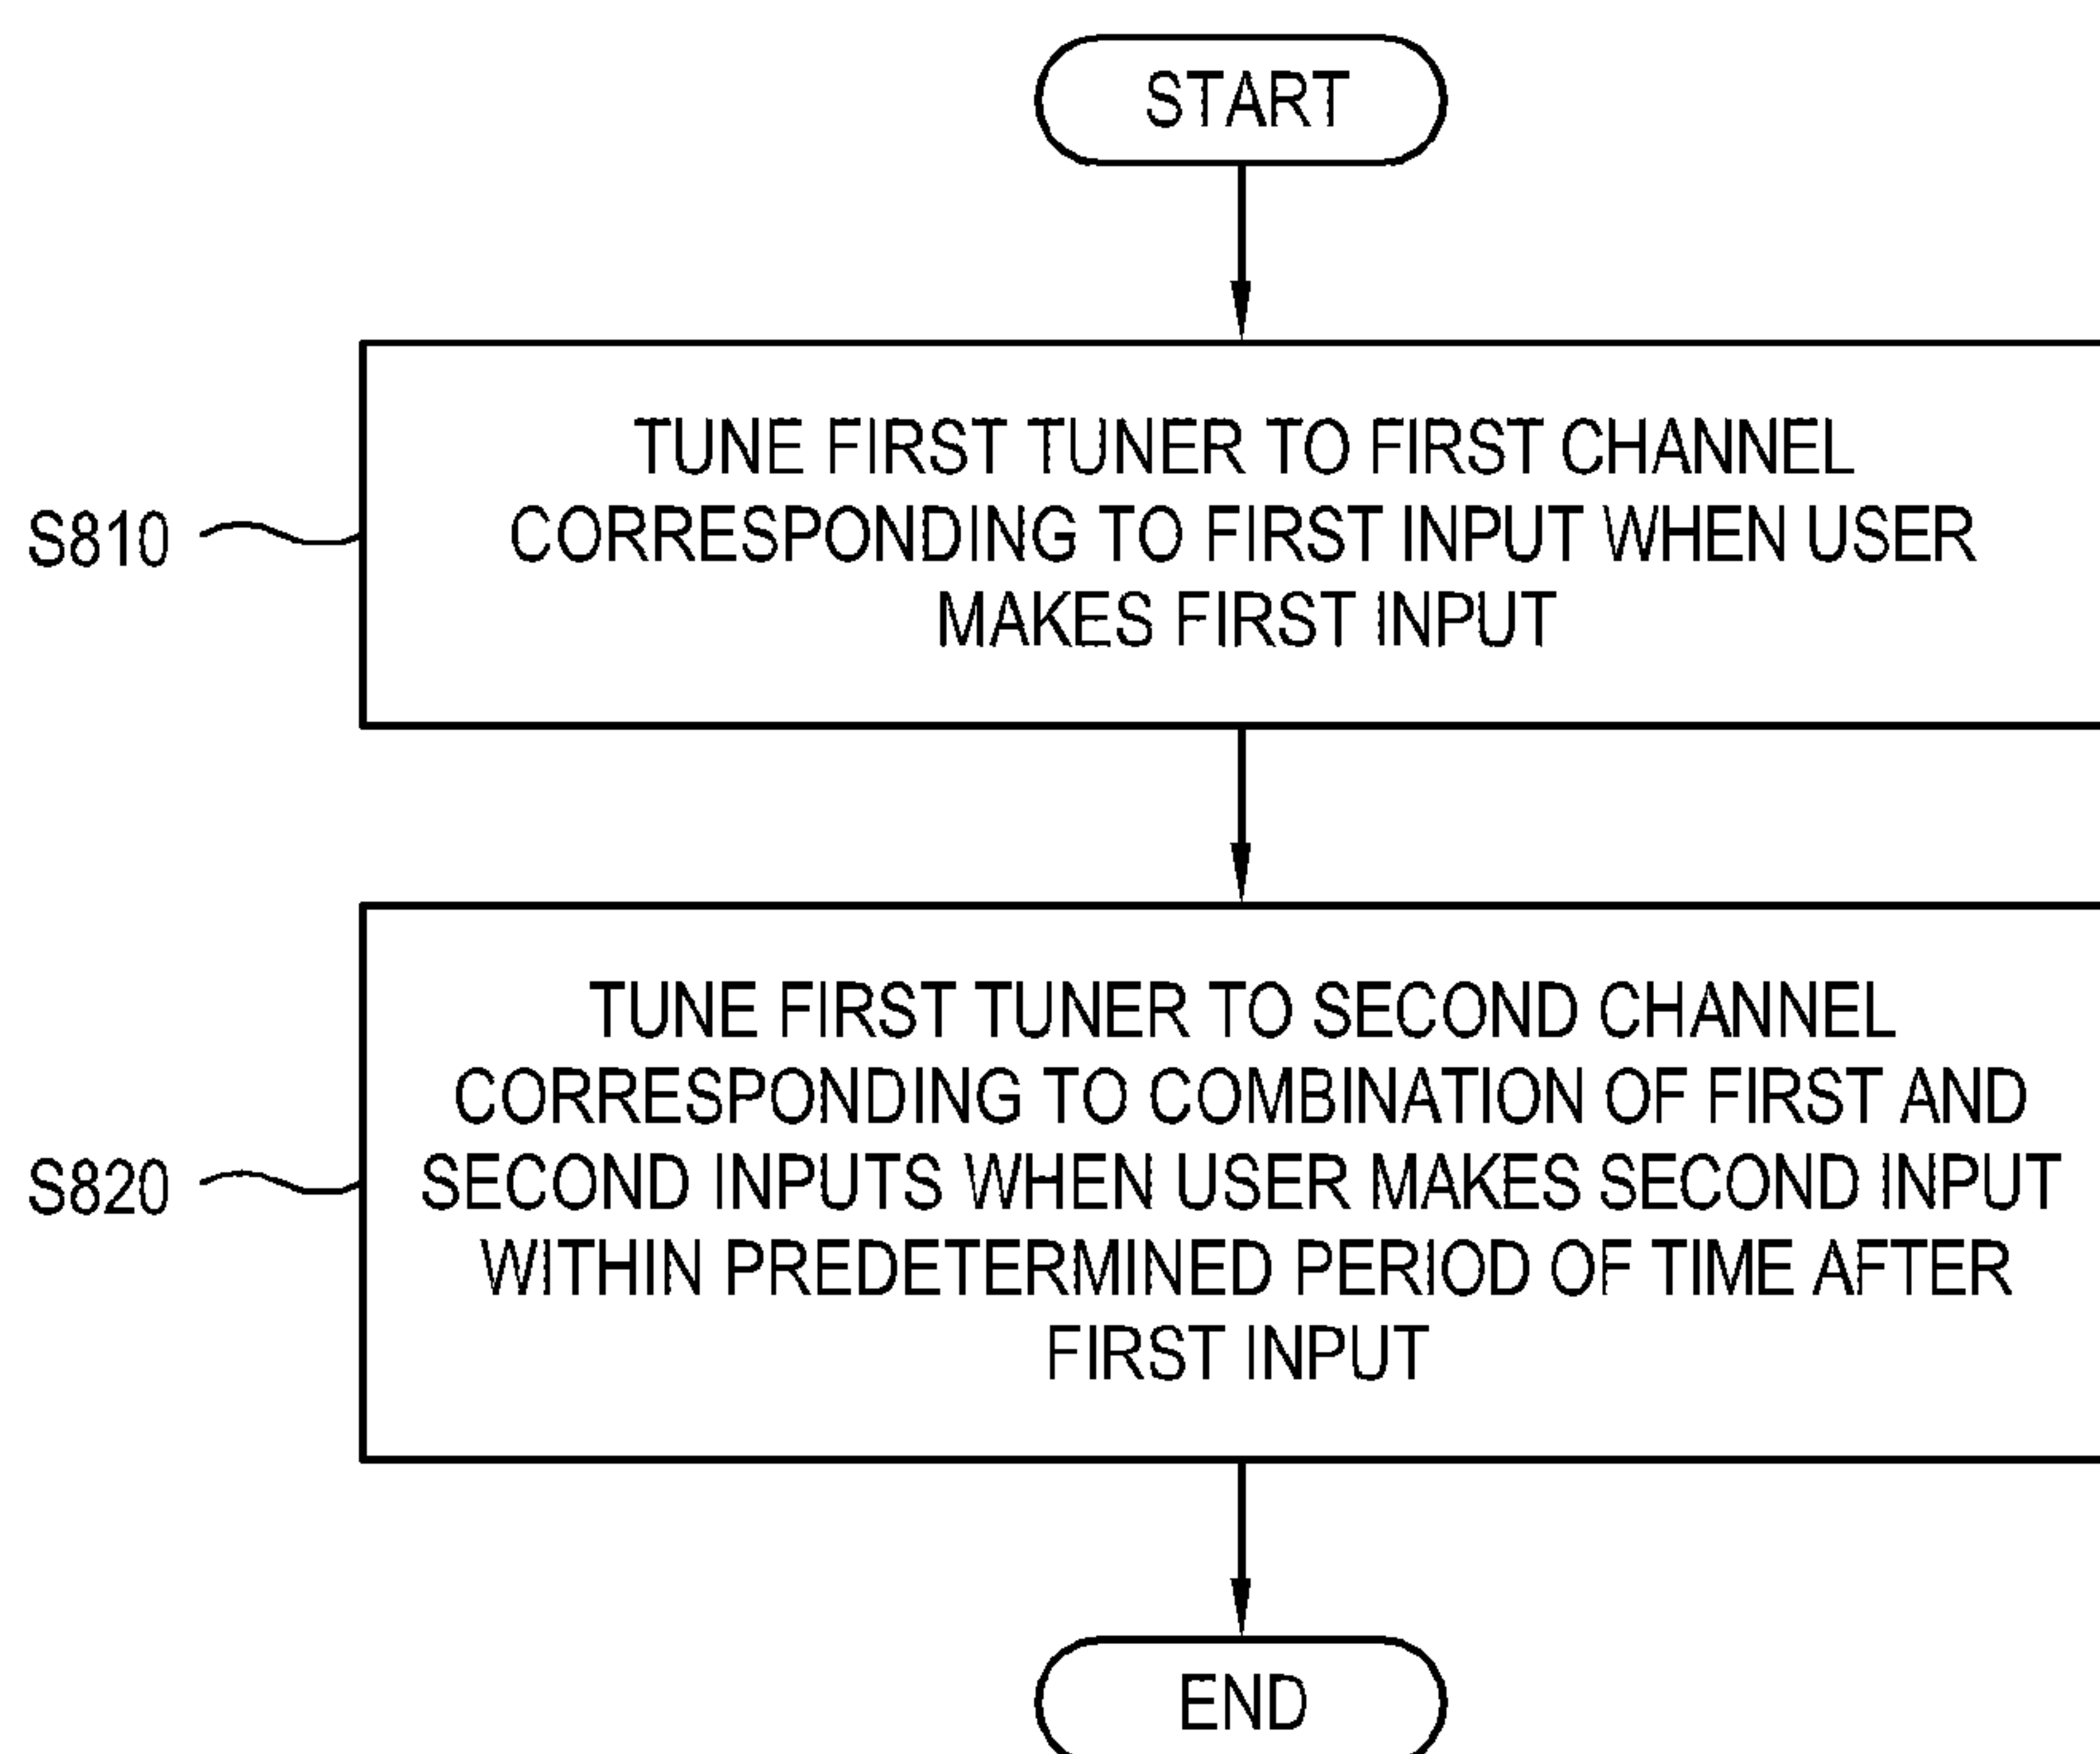 START
TUNE FIRST TUNER TO FIRST CHANNEL
CORRESPONDING TO FIRST INPUT WHEN USER
MAKES FIRST INPUT
S810
TUNE FIRST TUNER TO SECOND CHANNEL
CORRESPONDING TO COMBINATION OF FIRST AND
SECOND INPUTS WHEN USER MAKES SECOND INPUT
WITHIN PREDETERMINED PERIOD OF TIME AFTER
FIRST INPUT
S820
END